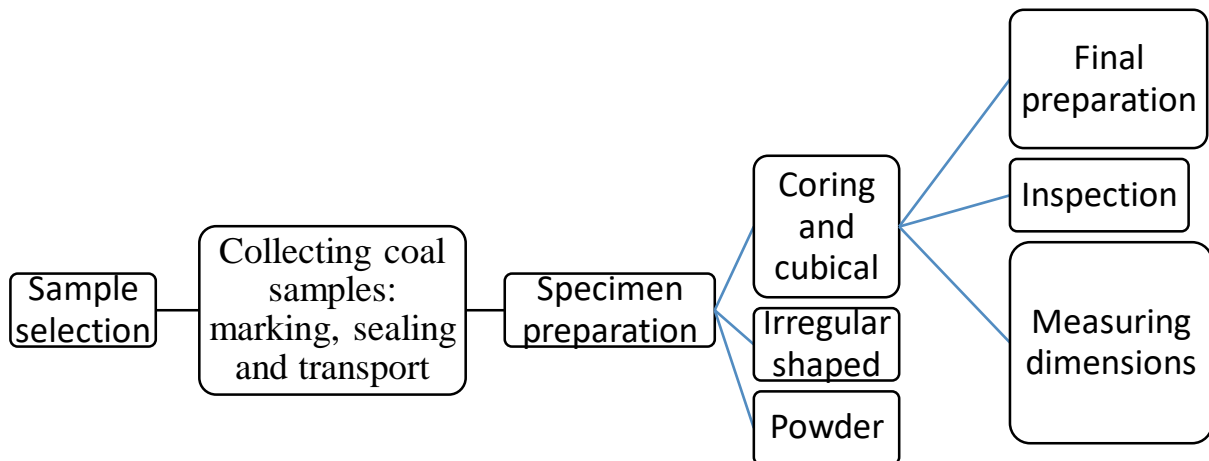 Sample
selection
Collecting coal
samples:
marking, sealing
and transport
Specimen
preparation
Coring
and
cubical
Irregular
shaped
Powder
Final
preparation
Inspection
Measuring
dimensions